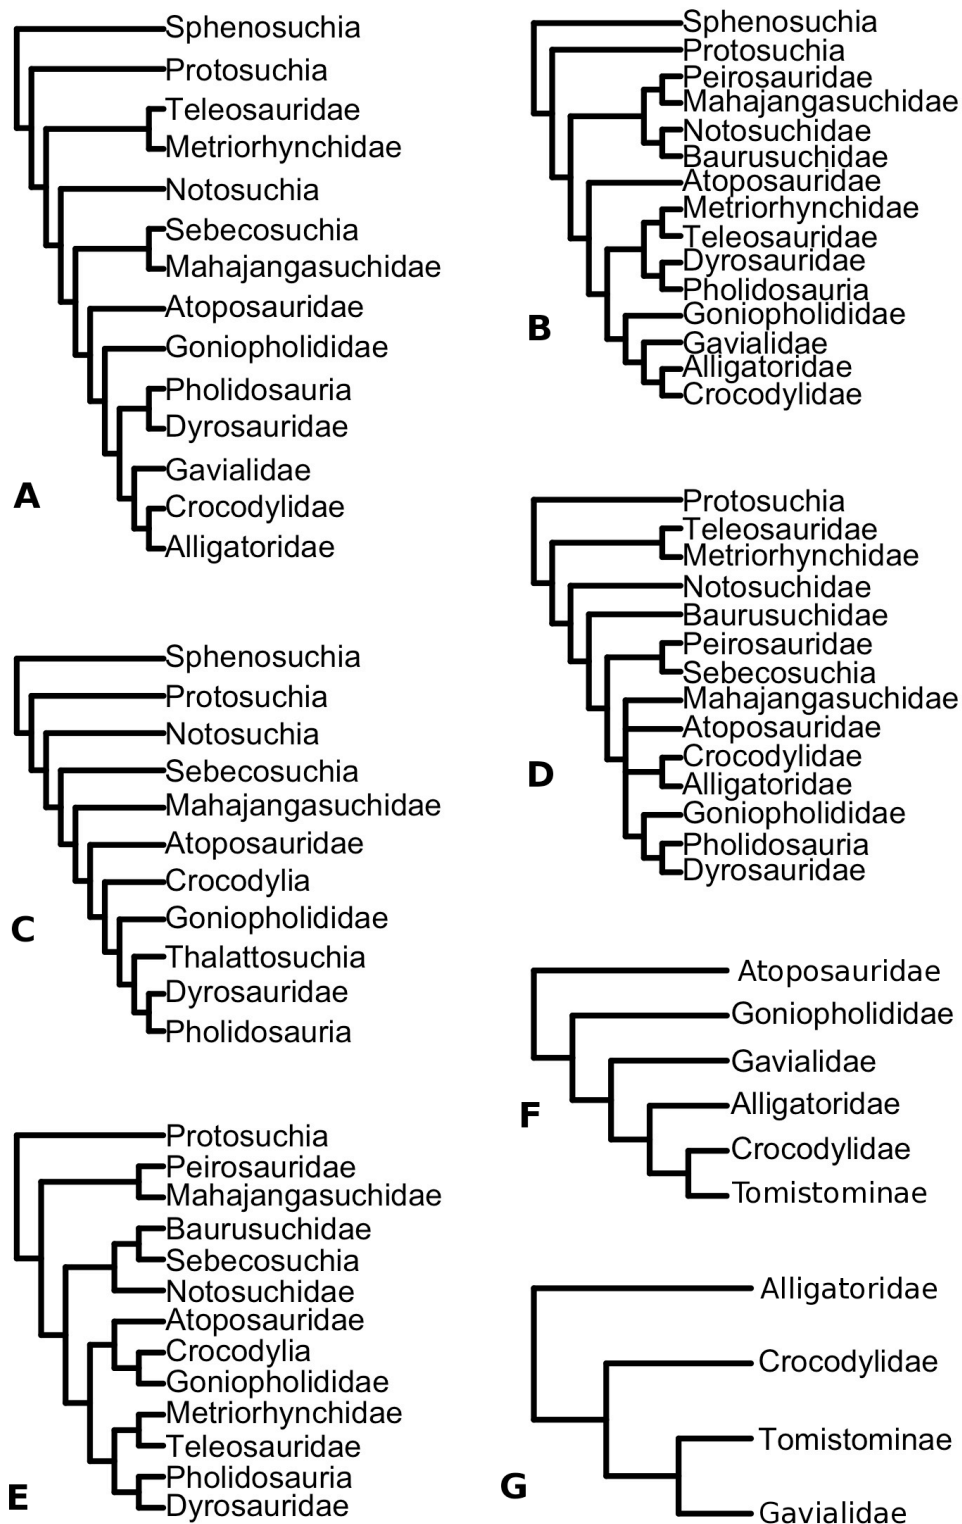 Sphenosuchia
Protosuchia
Teleosauridae
Metriorhynchidae
Notosuchia
Sebecosuchia
Mahajangasuchidae
Atoposauridae
Goniopholididae
Pholidosauria
Dyrosauridae
Gavialidae
Crocodylidae
Alligatoridae
A
Sphenosuchia
Protosuchia
Peirosauridae
Mahajangasuchidae
Notosuchidae
Baurusuchidae
Atoposauridae
Metriorhynchidae
Teleosauridae
Dyrosauridae
Pholidosauria
Goniopholididae
Gavialidae
Alligatoridae
Crocodylidae
B
Sphenosuchia
Protosuchia
Notosuchia
Sebecosuchia
Mahajangasuchidae
Atoposauridae
Crocodylia
Goniopholididae
Thalattosuchia
Dyrosauridae
Pholidosauria
C
Protosuchia
Teleosauridae
Metriorhynchidae
Notosuchidae
Baurusuchidae
Peirosauridae
Sebecosuchia
Mahajangasuchidae
Atoposauridae
Crocodylidae
Alligatoridae
Goniopholididae
Pholidosauria
Dyrosauridae
D
Protosuchia
Peirosauridae
Mahajangasuchidae
Baurusuchidae
Sebecosuchia
Notosuchidae
Atoposauridae
Crocodylia
Goniopholididae
Metriorhynchidae
Teleosauridae
Pholidosauria
Dyrosauridae
E
Atoposauridae
Goniopholididae
Gavialidae
Alligatoridae
Crocodylidae
Tomistominae
F
Alligatoridae
Crocodylidae
Tomistominae
Gavialidae
G